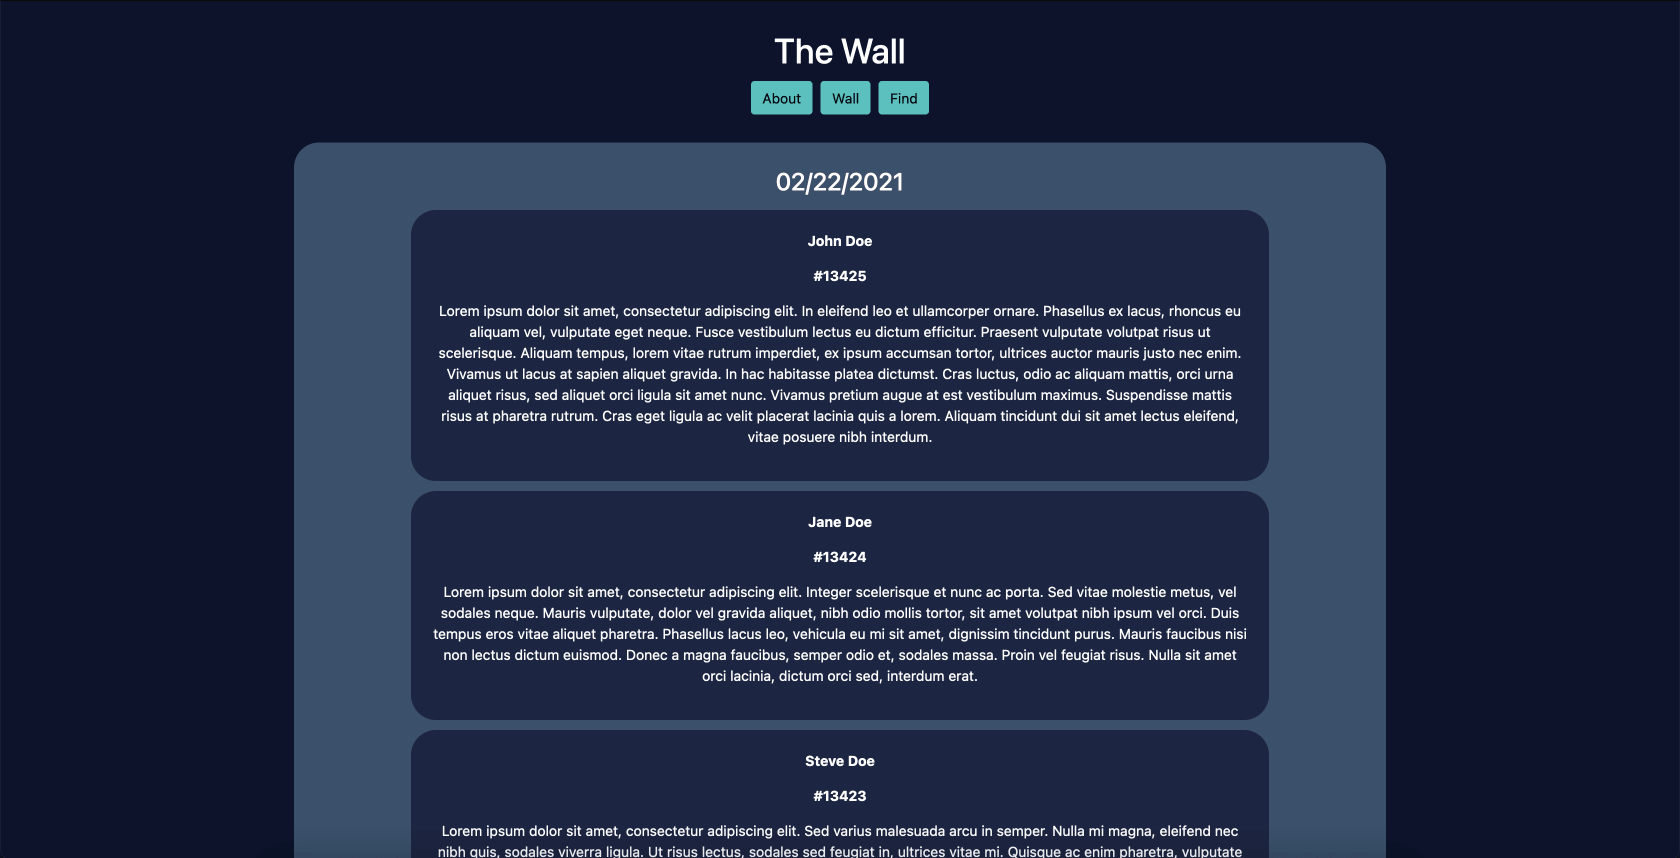 The Wall
About Wall Find
02/22/2021
John Doe
#13425
Lorem ipsum dolor sit amet, consectetur adipiscing elit. In eleifend leo et ullamcorper ornare. Phasellus ex lacus, rhoncus eu
aliquam vel, vulputate eget neque. Fusce vestibulum lectus eu dictum efficitur. Praesent vulputate volutpat risus ut
scelerisque. Aliquam tempus, lorem vitae rutrum imperdiet, ex ipsum accumsan tortor, ultrices auctor mauris justo nec enim.
Vivamus ut lacus at sapien aliquet gravida. In hac habitasse platea dictumst. Cras luctus, odio ac aliquam mattis, orci urna
aliquet risus, sed aliquet orci ligula sit amet nunc. Vivamus pretium augue at est vestibulum maximus. Suspendisse mattis
risus at pharetra rutrum. Cras eget ligula ac velit placerat lacinia quis a lorem. Aliquam tincidunt dui sit amet lectus eleifend,
vitae posuere nibh interdum.
Jane Doe
#13424
Lorem ipsum dolor sit amet, consectetur adipiscing elit. Integer scelerisque et nunc ac porta. Sed vitae molestie metus, vel
sodales neque. Mauris vulputate, dolor vel gravida aliquet, nibh odio mollis tortor, sit amet volutpat nibh ipsum vel orci. Duis
tempus eros vitae aliquet pharetra. Phasellus lacus leo, vehicula eu mi sit amet, dignissim tincidunt purus. Mauris faucibus nisi
non lectus dictum euismod. Donec a magna faucibus, semper odio et, sodales massa. Proin vel feugiat risus. Nulla sit amet
orci lacinia, dictum orci sed, interdum erat.
Steve Doe
#13423
Lorem ipsum dolor sit amet, consectetur adipiscing elit. Sed varius malesuada arcu in semper. Nulla mi magna, eleifend nec
nibh quis, sodales viverra ligula. Ut risus lectus, sodales sed feugiat in, ultrices vitae mi. Quisque ac enim pharetra, vulputate